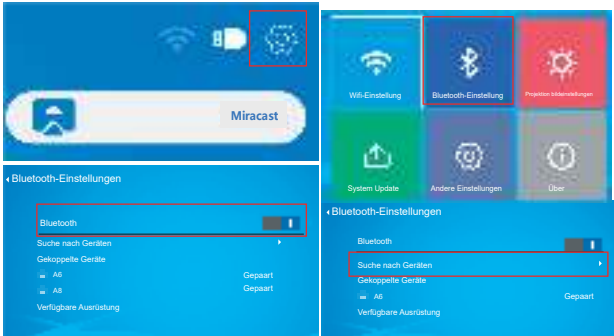 Miracast
Wifi-Einstellung
Bluetooth-Einstellung
Projektion bildeinstellungen
System Update
Andere Einstellungen
Über
Bluetooth-Einstellungen
Bluetooth
Suche nach Geräten
Gekoppelte Geräte
A6
Gepaart
A8
Gepaart
Verfügbare Ausrüstung
Bluetooth-Einstellungen
Bluetooth
Suche nach Geräten
Gekoppelte Geräte
A6
Gepaart
Verfügbare Ausrüstung